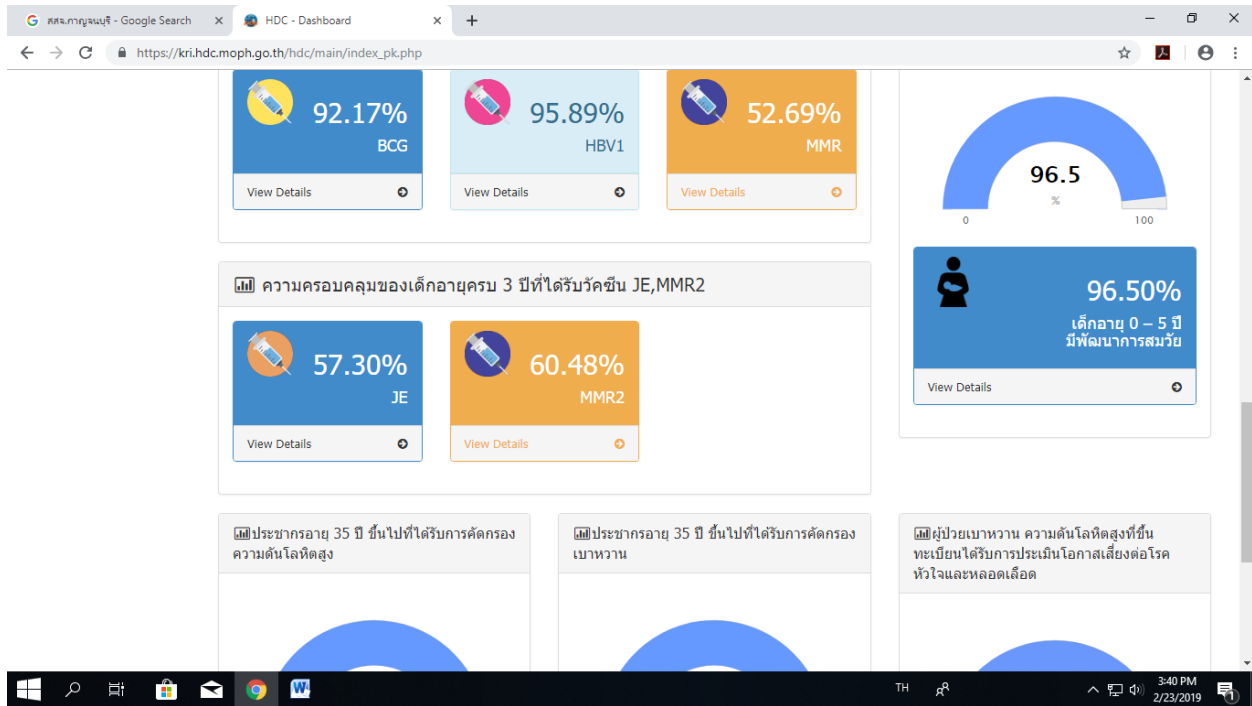 สสจ.กาญจนบุรี - Google Search
HDC - Dashboard
https://kri.hdc.moph.go.th/hdc/main/index_pk.php
92.17%
BCG
View Details
95.89%
HBV1
View Details
52.69%
MMR
View Details
96.5
%
0
100
96.50%
เด็กอายุ 0 – 5 ปี
มีพัฒนาการสมวัย
View Details
ความครอบคลุมของเด็กอายุครบ 3 ปีที่ได้รับวัคซีน JE,MMR2
57.30%
JE
View Details
60.48%
MMR2
View Details
ประชากรอายุ 35 ปี ขึ้นไปที่ได้รับการคัดกรอง
ความดันโลหิตสูง
ประชากรอายุ 35 ปี ขึ้นไปที่ได้รับการคัดกรอง
เบาหวาน
ผู้ป่วยเบาหวาน ความดันโลหิตสูงที่ขึ้น
ทะเบียนได้รับการประเมินโอกาสเสี่ยงต่อโรค
หัวใจและหลอดเลือด
TH
3:40 PM
2/23/2019
1